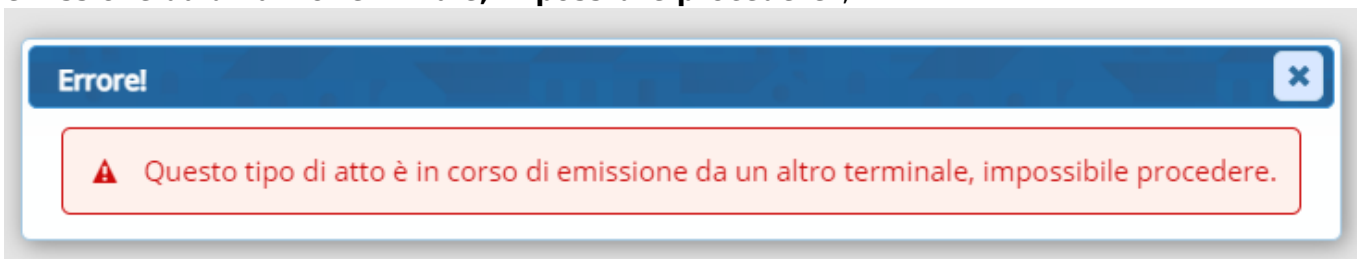 Errore!
Questo tipo di atto è in corso di emissione da un altro terminale, impossibile procedere.